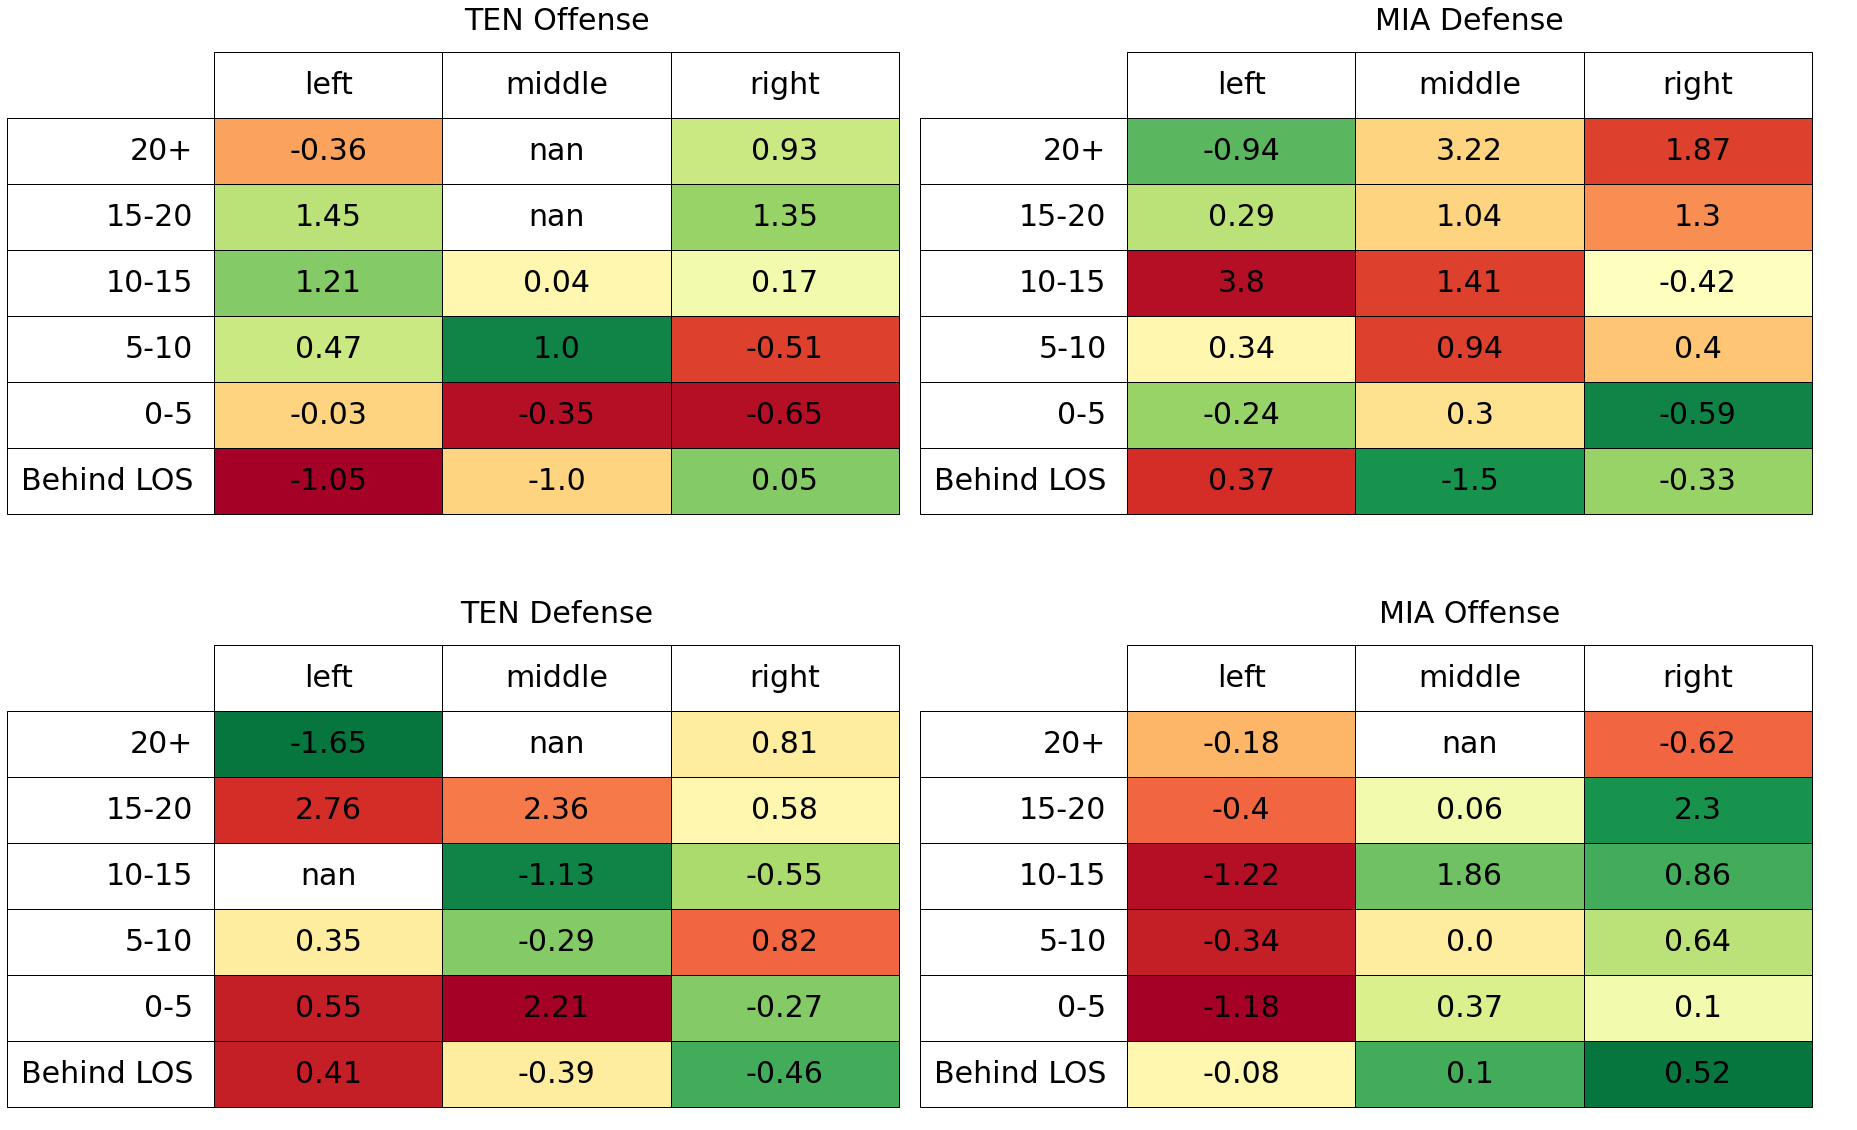 TEN Offense
left middle right
20+ -0.36 nan 0.93
15-20 1.45 nan 1.35
10-15 1.21 0.04 0.17
5-10 0.47 1.0 -0.51
0-5 -0.03 -0.35 -0.65
Behind LOS -1.05 -1.0 0.05
MIA Defense
left middle right
20+ -0.94 3.22 1.87
15-20 0.29 1.04 1.3
10-15 3.8 1.41 -0.42
5-10 0.34 0.94 0.4
0-5 -0.24 0.3 -0.59
Behind LOS 0.37 -1.5 -0.33
TEN Defense
left middle right
20+ -1.65 nan 0.81
15-20 2.76 2.36 0.58
10-15 nan -1.13 -0.55
5-10 0.35 -0.29 0.82
0-5 0.55 2.21 -0.27
Behind LOS 0.41 -0.39 -0.46
MIA Offense
left middle right
20+ -0.18 nan -0.62
15-20 -0.4 0.06 2.3
10-15 -1.22 1.86 0.86
5-10 -0.34 0.0 0.64
0-5 -1.18 0.37 0.1
Behind LOS -0.08 0.1 0.52